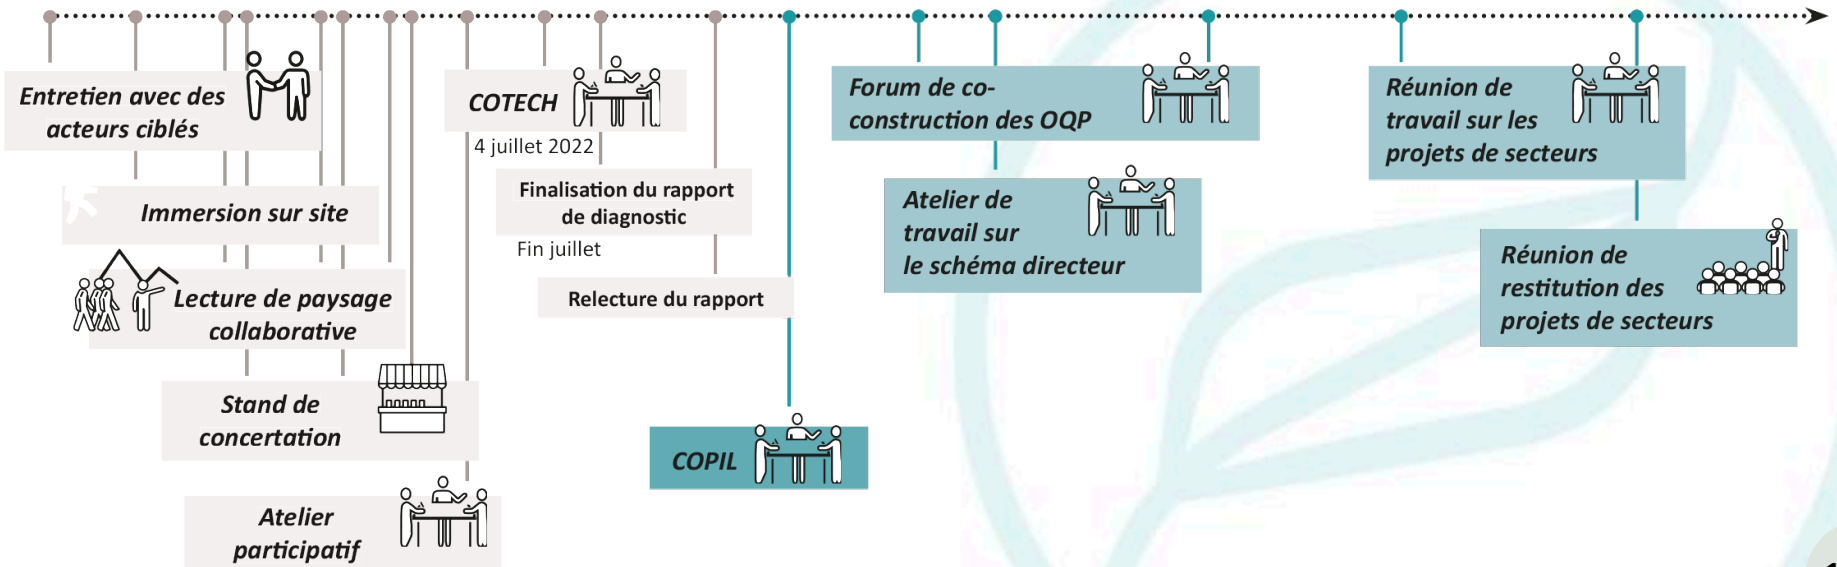 Entretien avec des
acteurs ciblés
Immersion sur site
Lecture de paysage
collaborative
Stand de
concertation
Atelier
participatif
COTECH
4 juillet 2022
Finalisation du rapport
de diagnostic
Fin juillet
Relecture du rapport
COPIL
Forum de co-
construction des OQP
Atelier de
travail sur
le schéma directeur
Réunion de
travail sur les
projets de secteurs
Réunion de
restitution des
projets de secteurs